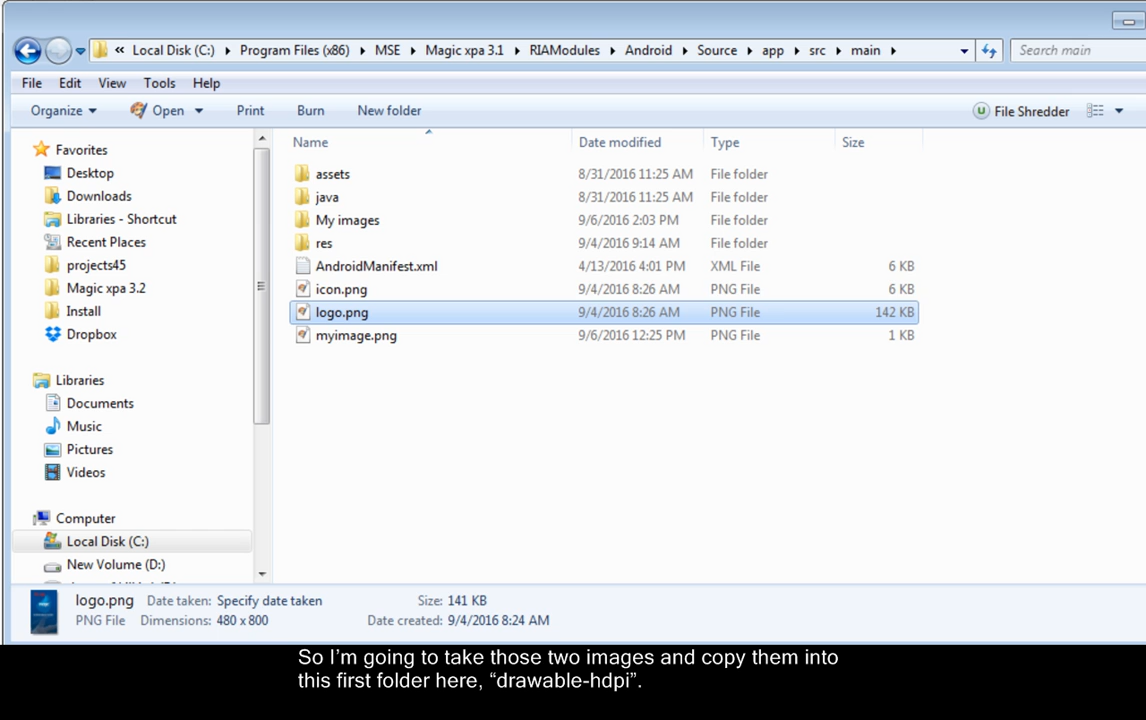 « Local Disk (C:) ▸ Program Files (x86) ▸ MSE ▸ Magic xpa 3.1 ▸ RIAModules ▸ Android ▸ Source ▸ app ▸ src ▸ main ▸
Search main
File Edit View Tools Help
Organize Open Print Burn New folder File Shredder
Name Date modified Type Size
Favorites
Desktop
Downloads
Libraries - Shortcut
Recent Places
projects45
Magic xpa 3.2
Install
Dropbox
Libraries
Documents
Music
Pictures
Videos
Computer
Local Disk (C:)
New Volume (D:)
assets 8/31/2016 11:25 AM File folder
java 8/31/2016 11:25 AM File folder
My images 9/6/2016 2:03 PM File folder
res 9/4/2016 9:14 AM File folder
AndroidManifest.xml 4/13/2016 4:01 PM XML File 6 KB
icon.png 9/4/2016 8:26 AM PNG File 6 KB
logo.png 9/4/2016 8:26 AM PNG File 142 KB
myimage.png 9/6/2016 12:25 PM PNG File 1 KB
logo.png Date taken: Specify date taken Size: 141 KB
PNG File Dimensions: 480 x 800 Date created: 9/4/2016 8:24 AM
So I’m going to take those two images and copy them into
this first folder here, “drawable-hdpi”.